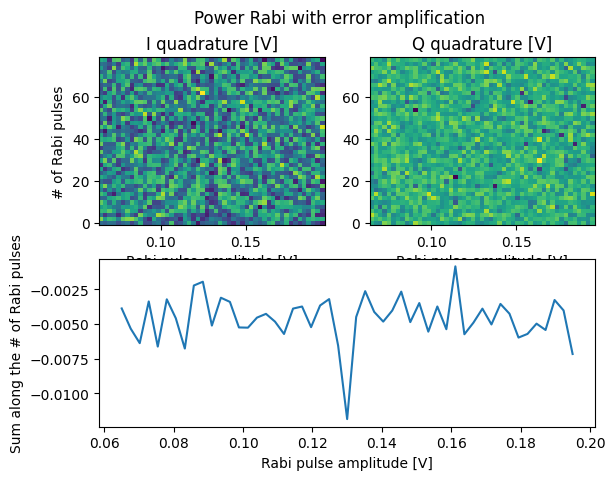 Power Rabi with error amplification
I quadrature [V]
Q quadrature [V]
# of Rabi pulses
60
40
20
0
60
40
20
0
0.10 0.15
0.10 0.15
Rabi pulse amplitude [V]
Rabi pulse amplitude [V]
Sum along the # of Rabi pulses
−0.0025
−0.0050
−0.0075
−0.0100
0.06 0.08 0.10 0.12 0.14 0.16 0.18 0.20
Rabi pulse amplitude [V]